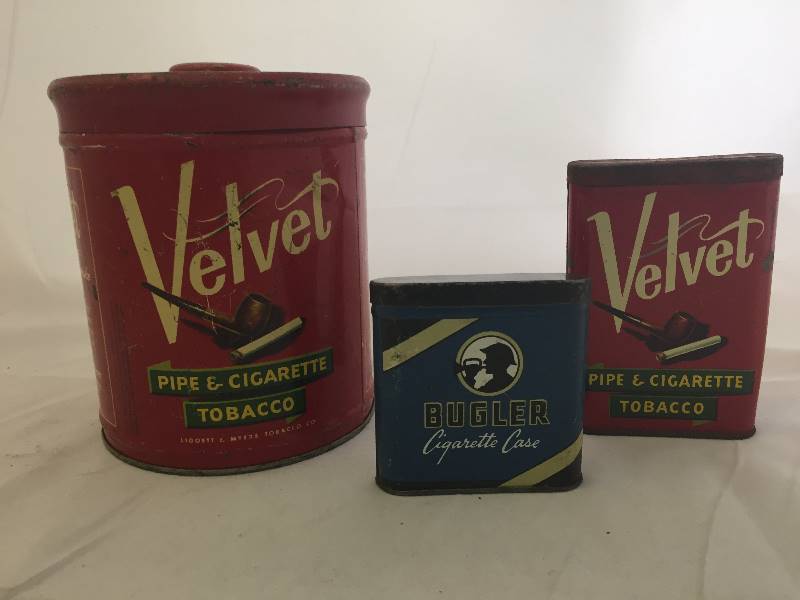 Velvet
PIPE & CIGARETTE
TOBACCO
LIGGETT & MYERS TOBACCO CO
BUGLER
Cigarette Case
Velvet
PIPE & CIGARETTE
TOBACCO